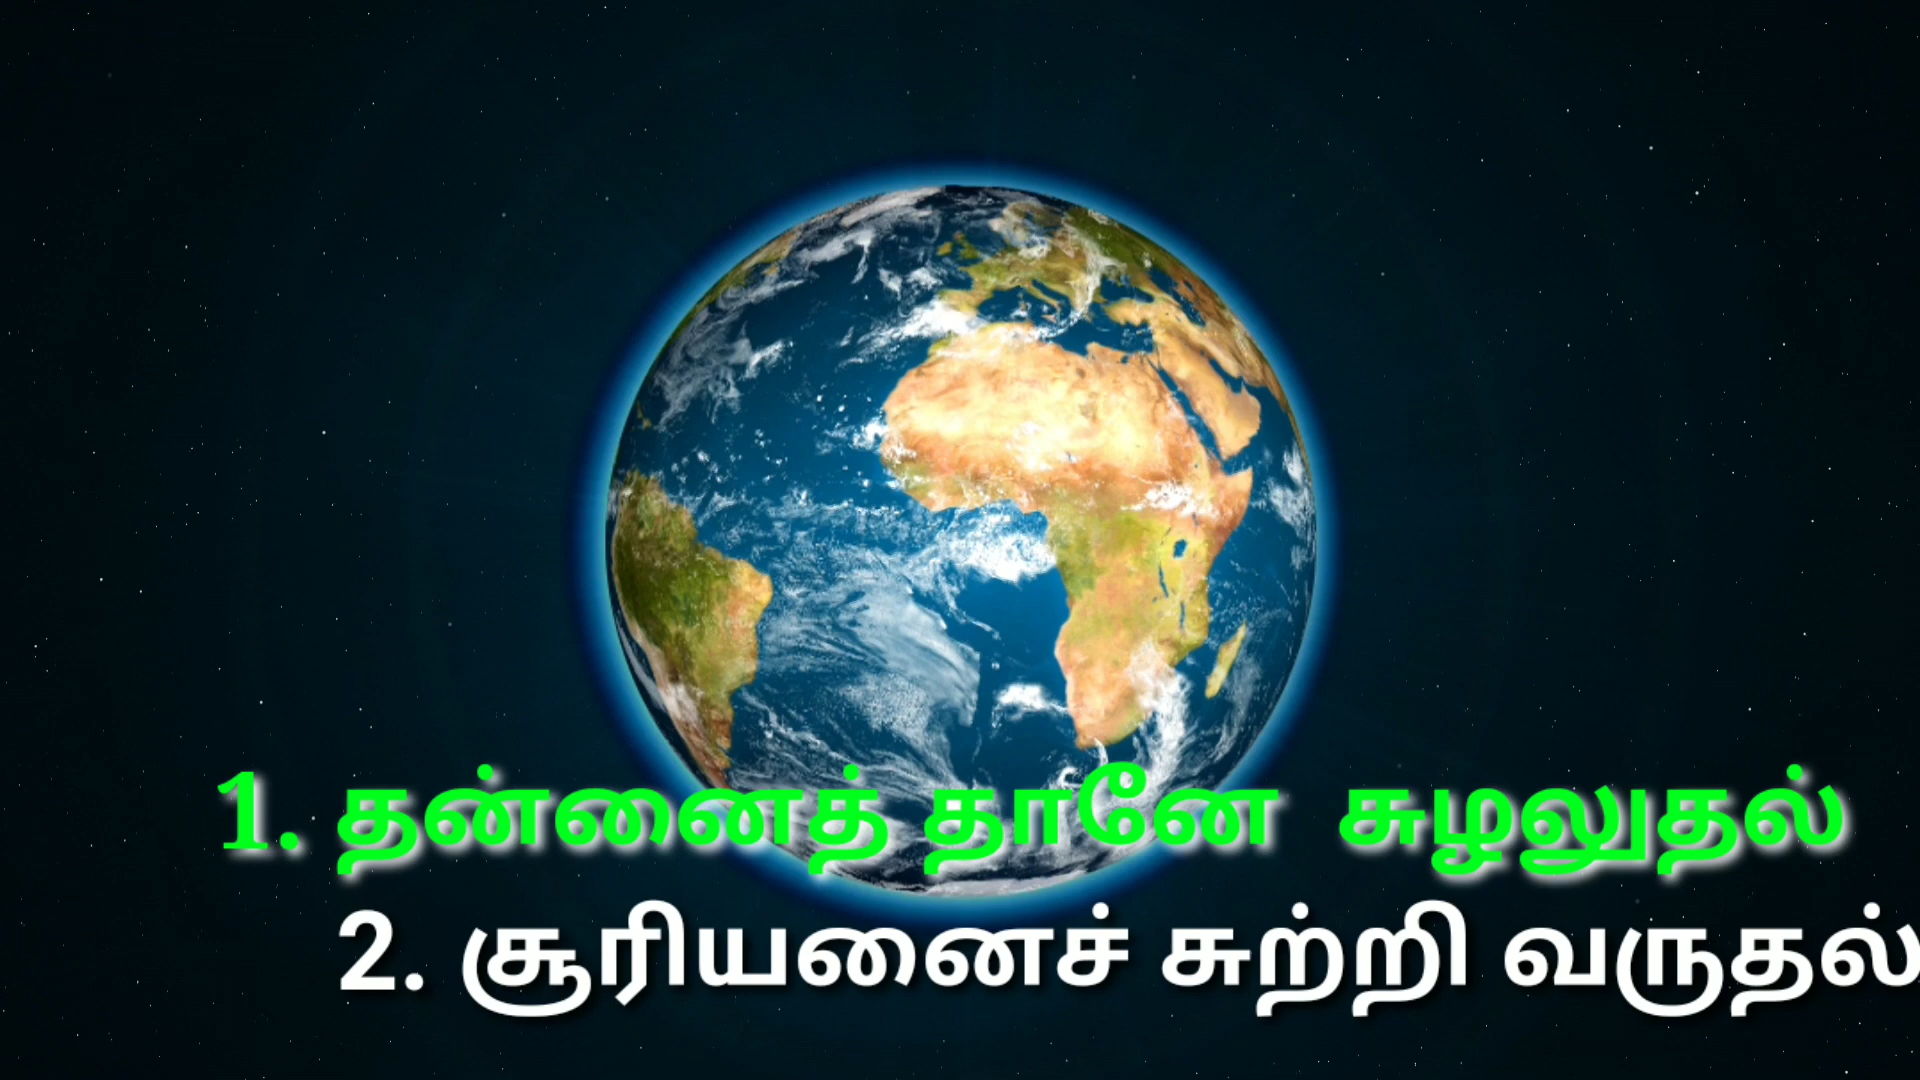 1. தன்னைத் தானே சுழலுதல்
2. சூரியனைச் சுற்றி வருதல்